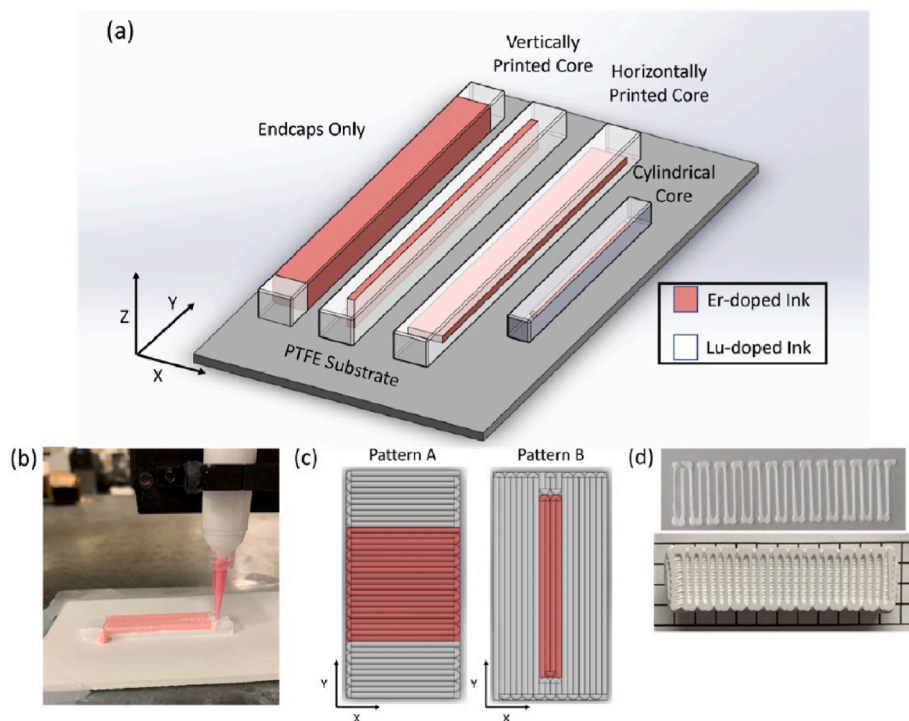 (a)
Vertically
Printed Core
Horizontally
Printed Core
Endcaps Only
Cylindrical
Core
Z
Y
X
PTFE Substrate
Er-doped Ink
Lu-doped Ink
(b)
(c)
Pattern A
Pattern B
(d)
Y
X
Y
X